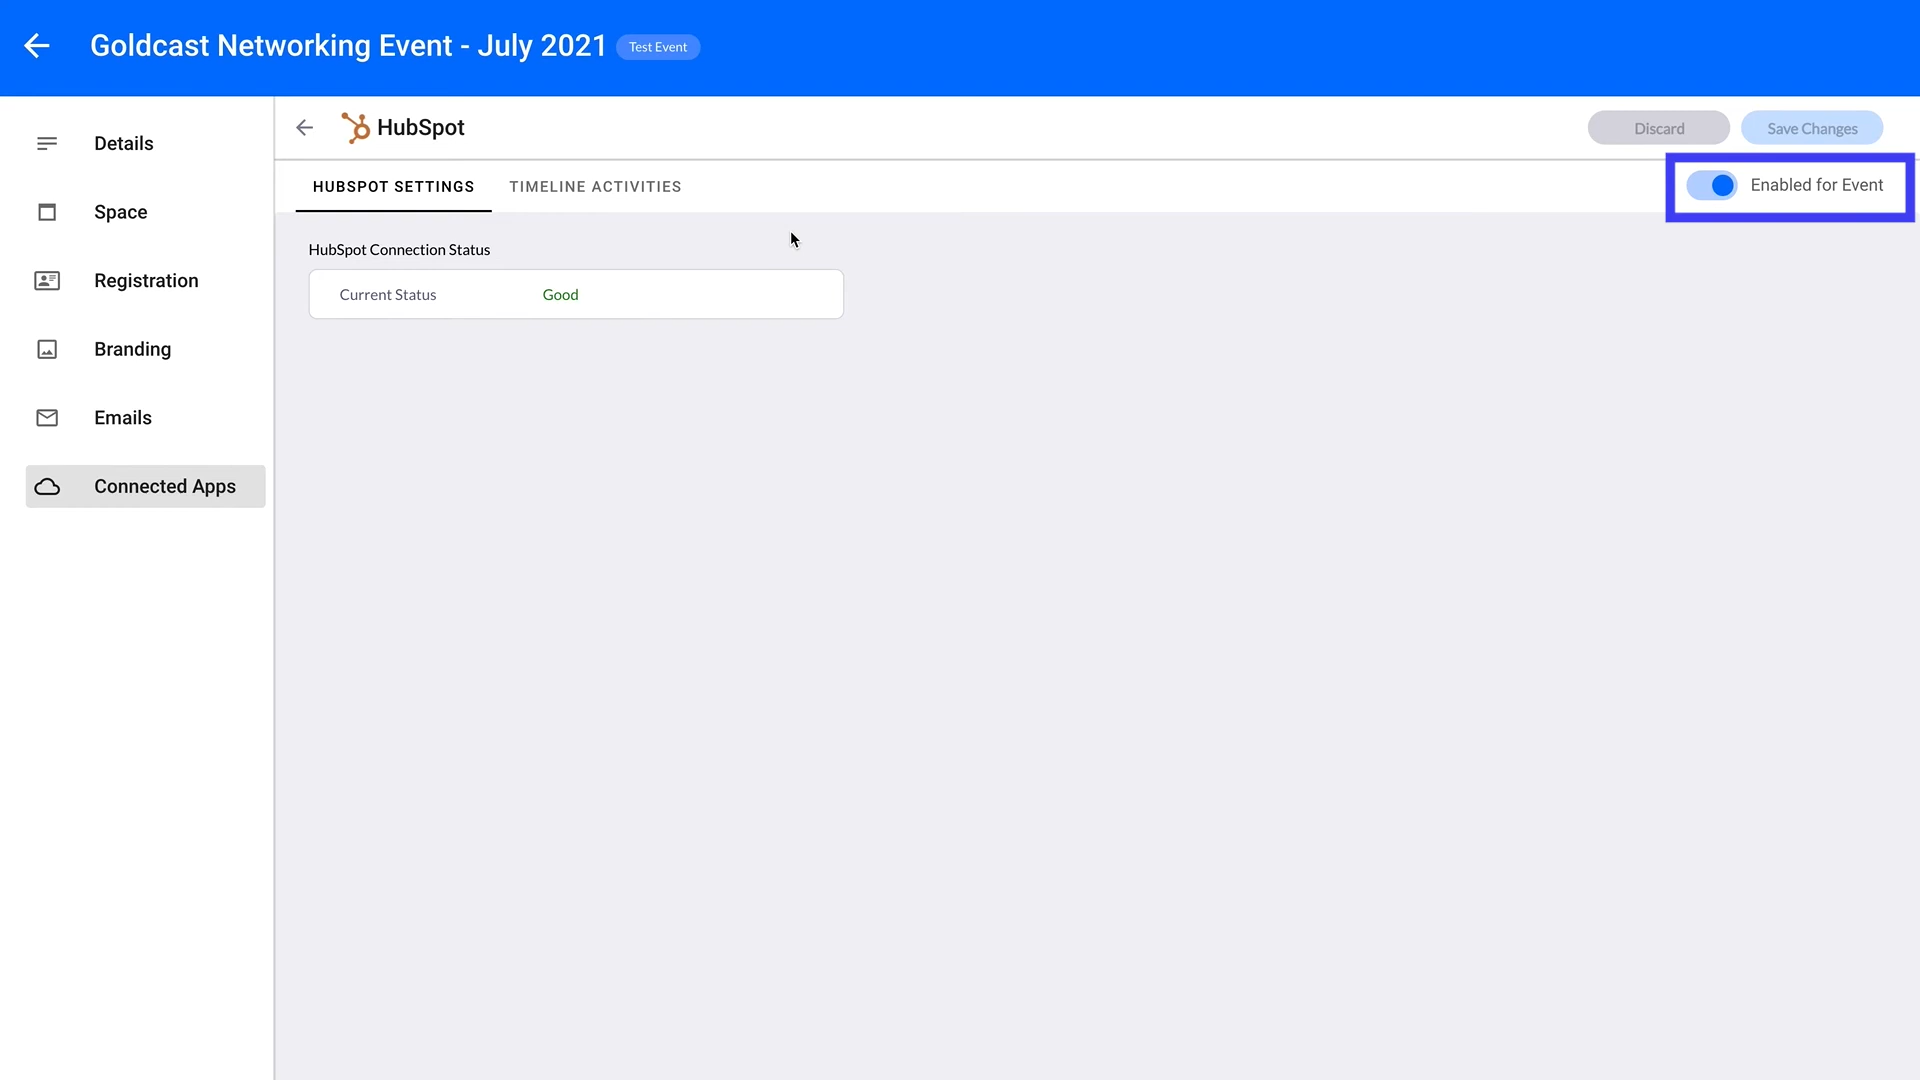 Goldcast Networking Event - July 2021 Test Event
Details
Space
Registration
Branding
Emails
Connected Apps
HubSpot
Discard
Save Changes
HUBSPOT SETTINGS
TIMELINE ACTIVITIES
Enabled for Event
HubSpot Connection Status
Current Status Good